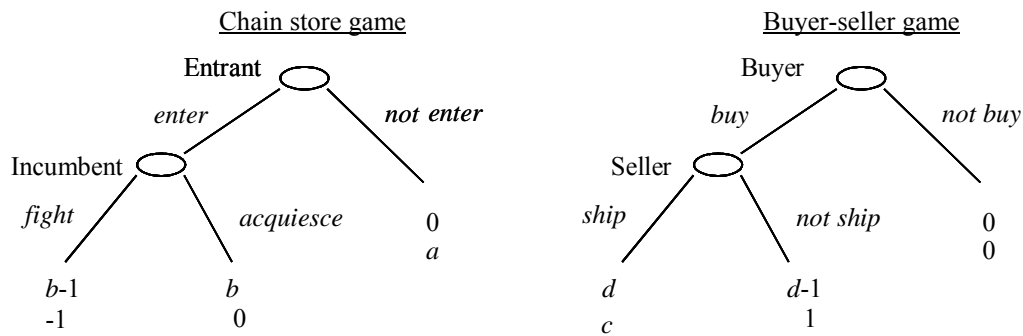 Chain store game
Entrant
enter
not enter
Incumbent
fight
acquiesce
0
a
b-1
-1
b
0
Buyer-seller game
Buyer
buy
not buy
Seller
ship
not ship
0
0
d
c
d-1
1